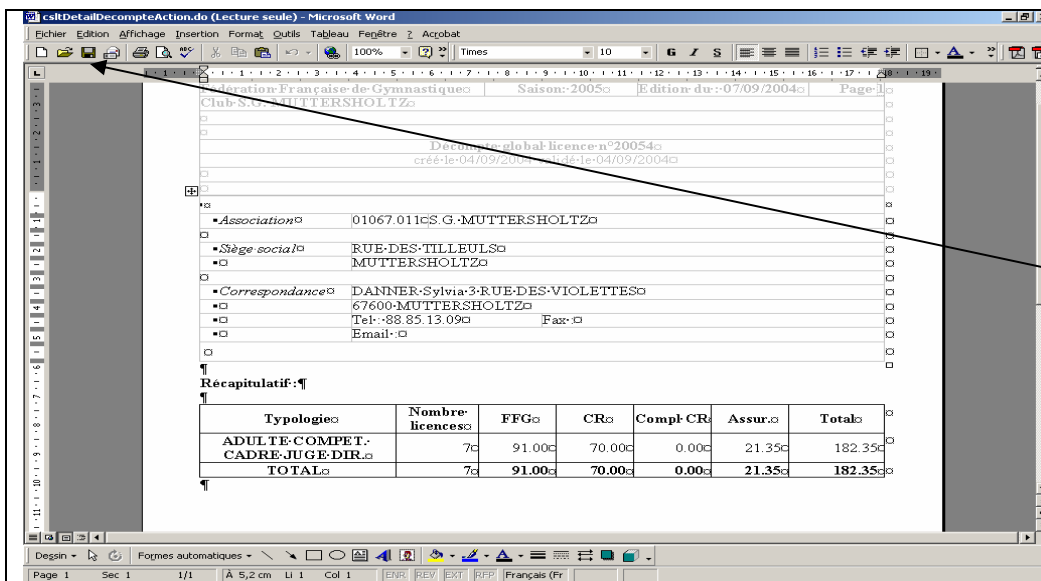 csltDetailDecompteAction.do (Lecture seule) - Microsoft Word
Fichier Edition Affichage Insertion Format Outils Tableau Fenêtre ? Acrobat
100% Times 10 G I S
Fédération Française de Gymnastique Saison: 2005 Edition du : 07/09/2004 Page 1
Club S.G. MUTTERSHOLTZ
Décompte global licence n°20054
créé le 04/09/2004 validé le 04/09/2004
Association 01067.011 S.G. MUTTERSHOLTZ
Siège social RUE DES TILLEULS
MUTTERSHOLTZ
Correspondance DANNER Sylvia 3 RUE DES VIOLETTES
67600 MUTTERSHOLTZ
Tel : 88.85.13.09 Fax :
Email :
Récapitulatif :
Typologie Nombre licences FFG CR Compl CR Assur. Total
ADULTE COMPET. CADRE JUGE DIR. 7 91.00 70.00 0.00 21.35 182.35
TOTAL 7 91.00 70.00 0.00 21.35 182.35
Dessin Formes automatiques
Page 1 Sec 1 1/1 À 5,2 cm Li 1 Col 1 ENR REV EXT RFP Français (Fr